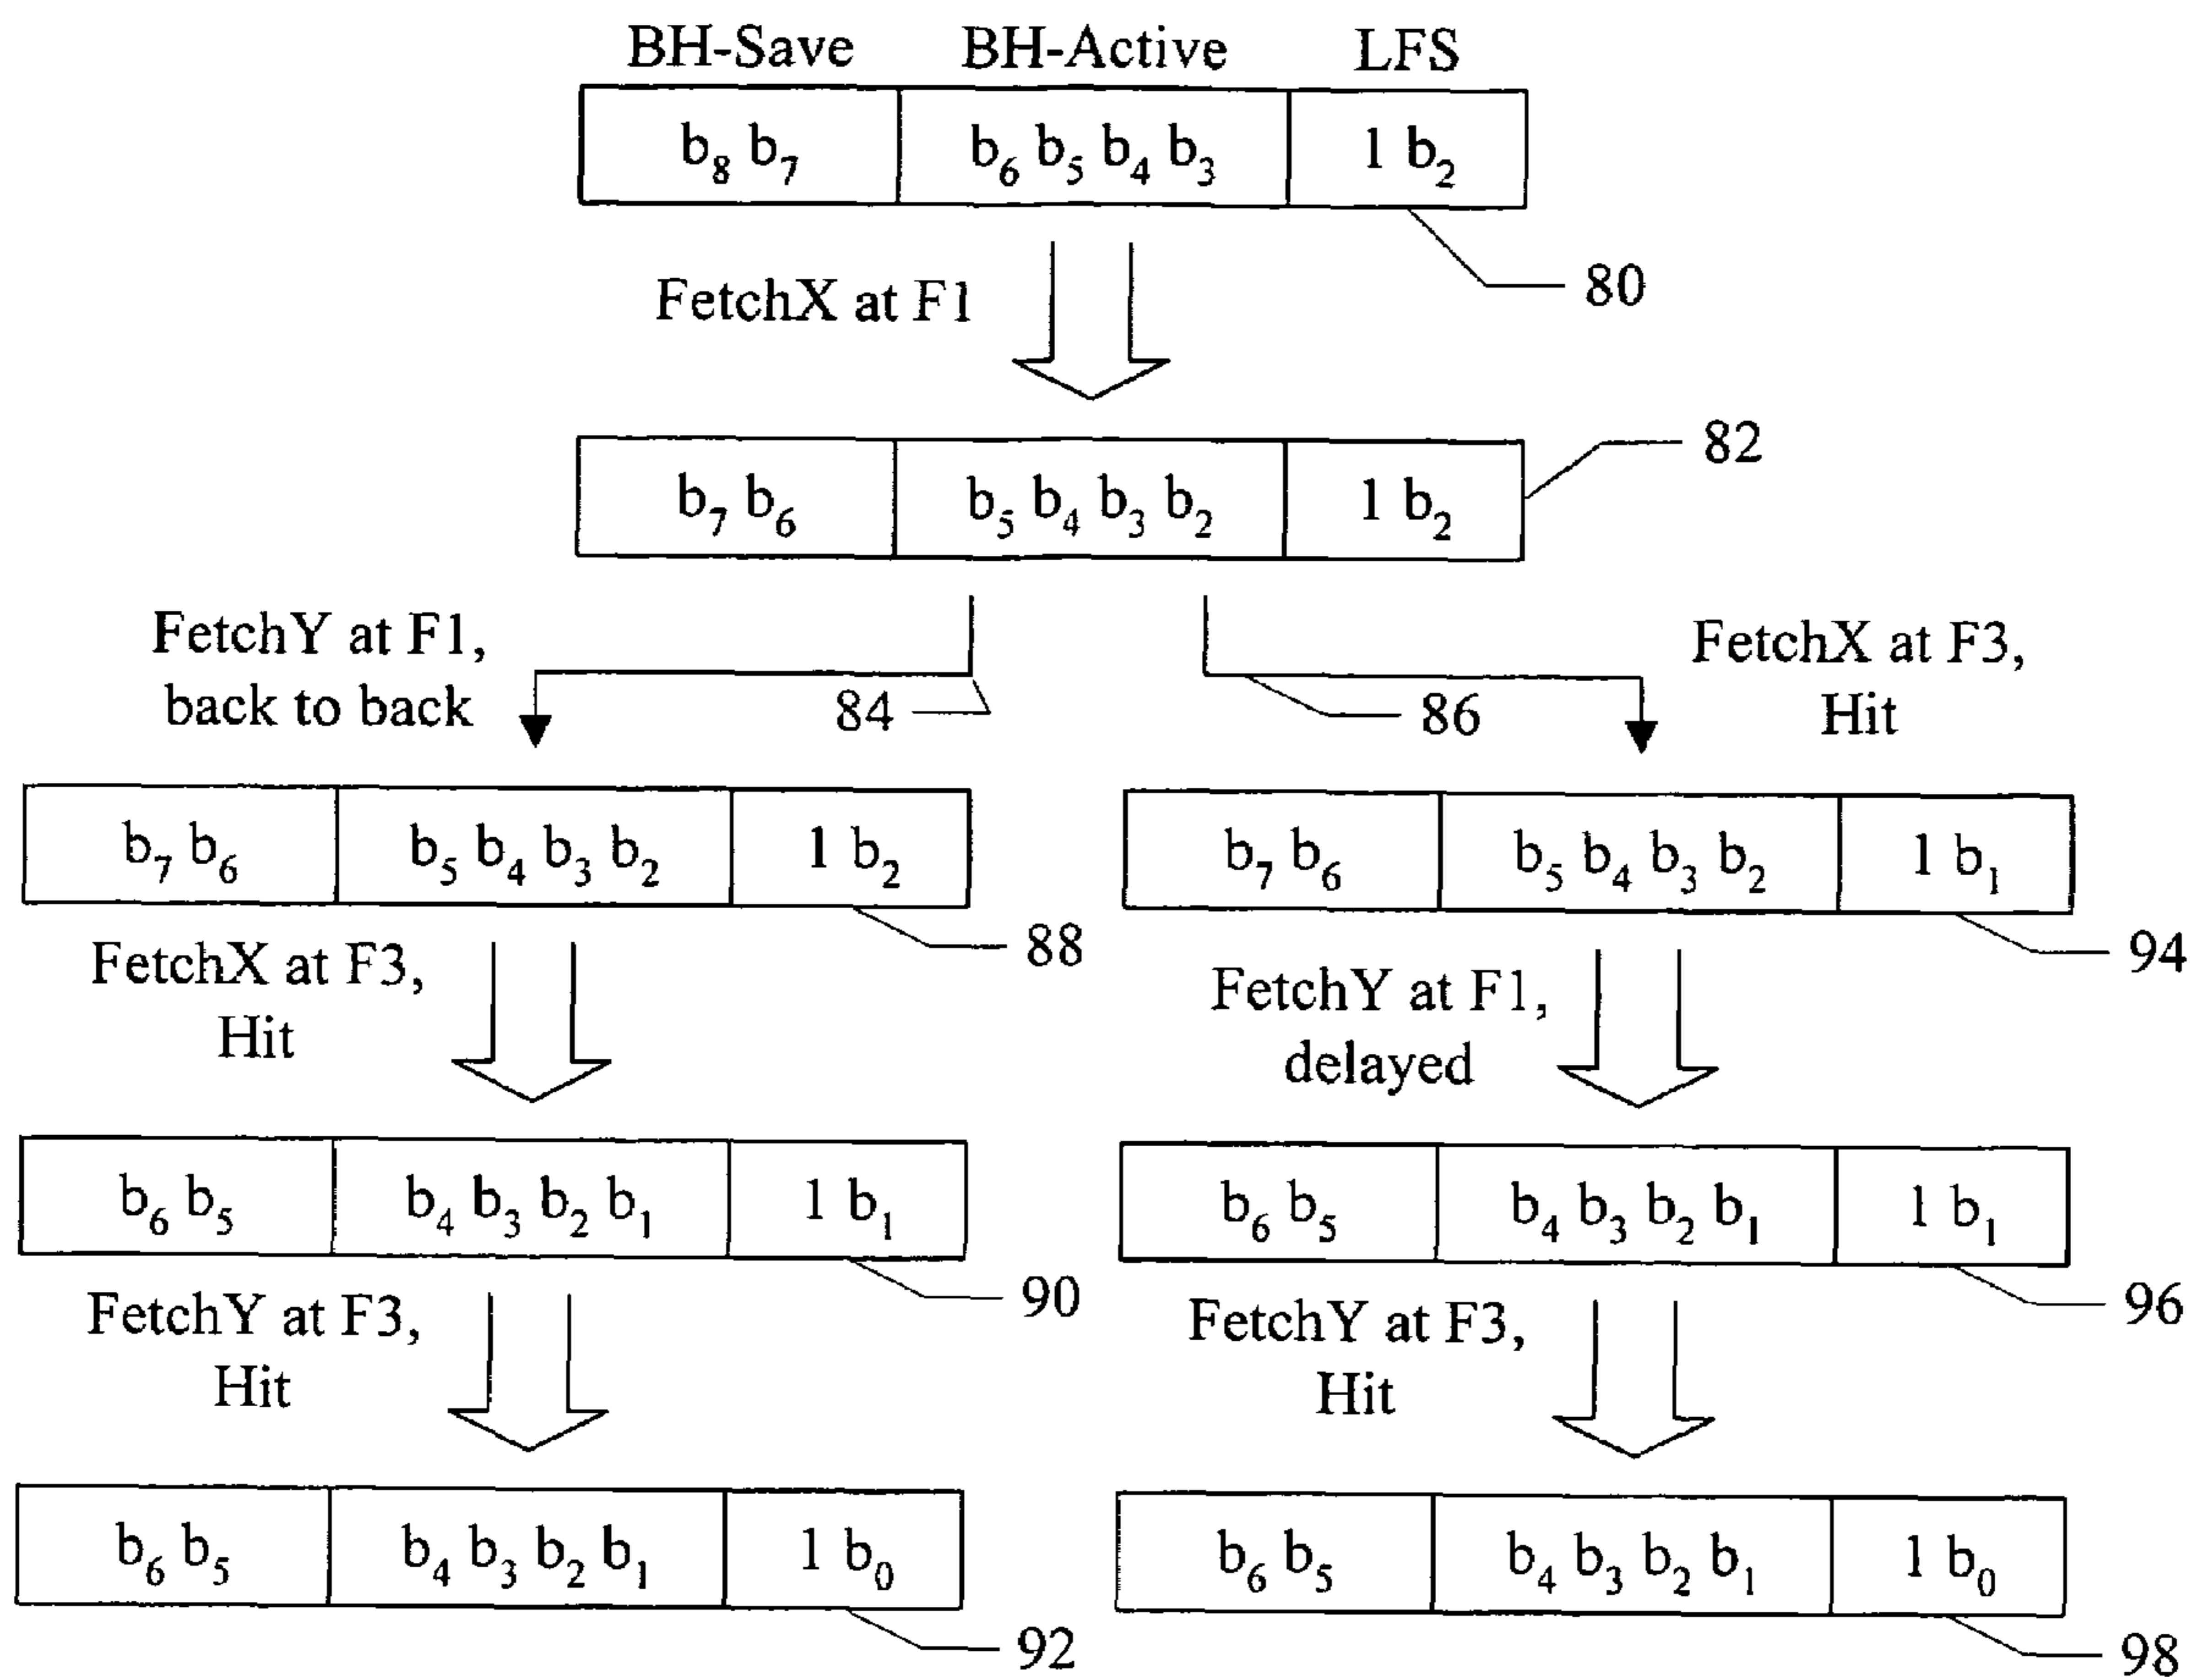 BH-Save BH-Active LFS
b₈ b₇ b₆ b₅ b₄ b₃ 1 b₂
80
FetchX at F1
82
b₇ b₆ b₅ b₄ b₃ b₂ 1 b₂
FetchY at F1,
back to back
84
86
FetchX at F3,
Hit
b₇ b₆ b₅ b₄ b₃ b₂ 1 b₂
88
b₇ b₆ b₅ b₄ b₃ b₂ 1 b₁
94
FetchX at F3,
Hit
FetchY at F1,
delayed
b₆ b₅ b₄ b₃ b₂ b₁ 1 b₁
90
b₆ b₅ b₄ b₃ b₂ b₁ 1 b₁
96
FetchY at F3,
Hit
FetchY at F3,
Hit
b₆ b₅ b₄ b₃ b₂ b₁ 1 b₀
92
b₆ b₅ b₄ b₃ b₂ b₁ 1 b₀
98